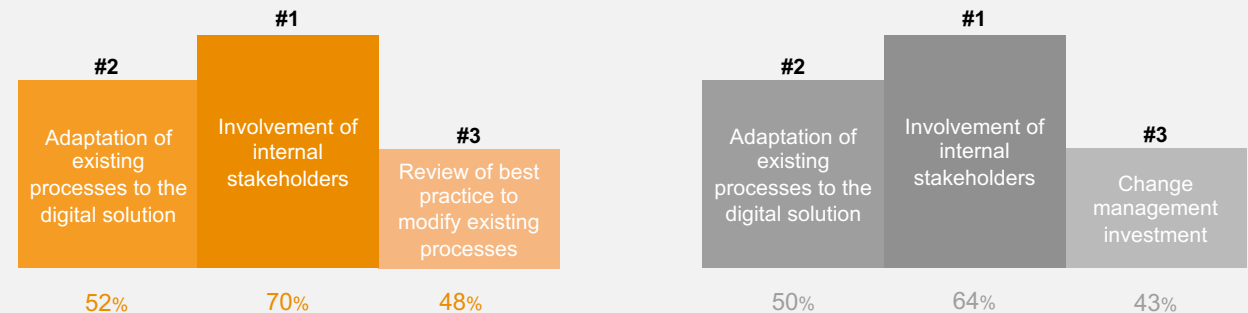 #1
#2
Involvement of
internal
stakeholders
Adaptation of
existing
processes to the
digital solution
#3
Review of best
practice to
modify existing
processes
52%
70%
48%
#1
#2
Involvement of
internal
stakeholders
Adaptation of
existing
processes to the
digital solution
#3
Change
management
investment
50%
64%
43%